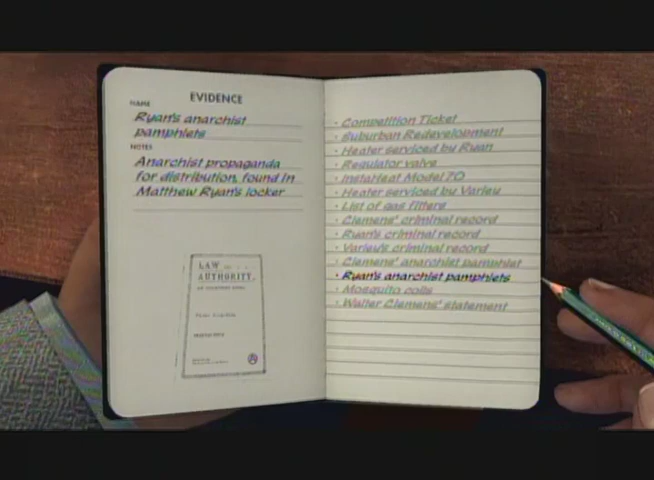 EVIDENCE
NAME
Ryan's anarchist
pamphlets
NOTES
Anarchist propaganda
for distribution, found in
Matthew Ryan's locker
LAW
AUTHORITY
- Competition Ticket
- Suburban Redevelopment
- Heater serviced by Ryan
- Regulator valve
- InstaHeat Model 70
- Heater serviced by Varley
- List of gas fitters
- Clemens' criminal record
- Ryan's criminal record
- Varley's criminal record
- Clemens' anarchist pamphlet
- Ryan's anarchist pamphlets
- Mosquito coils
- Walter Clemens' statement